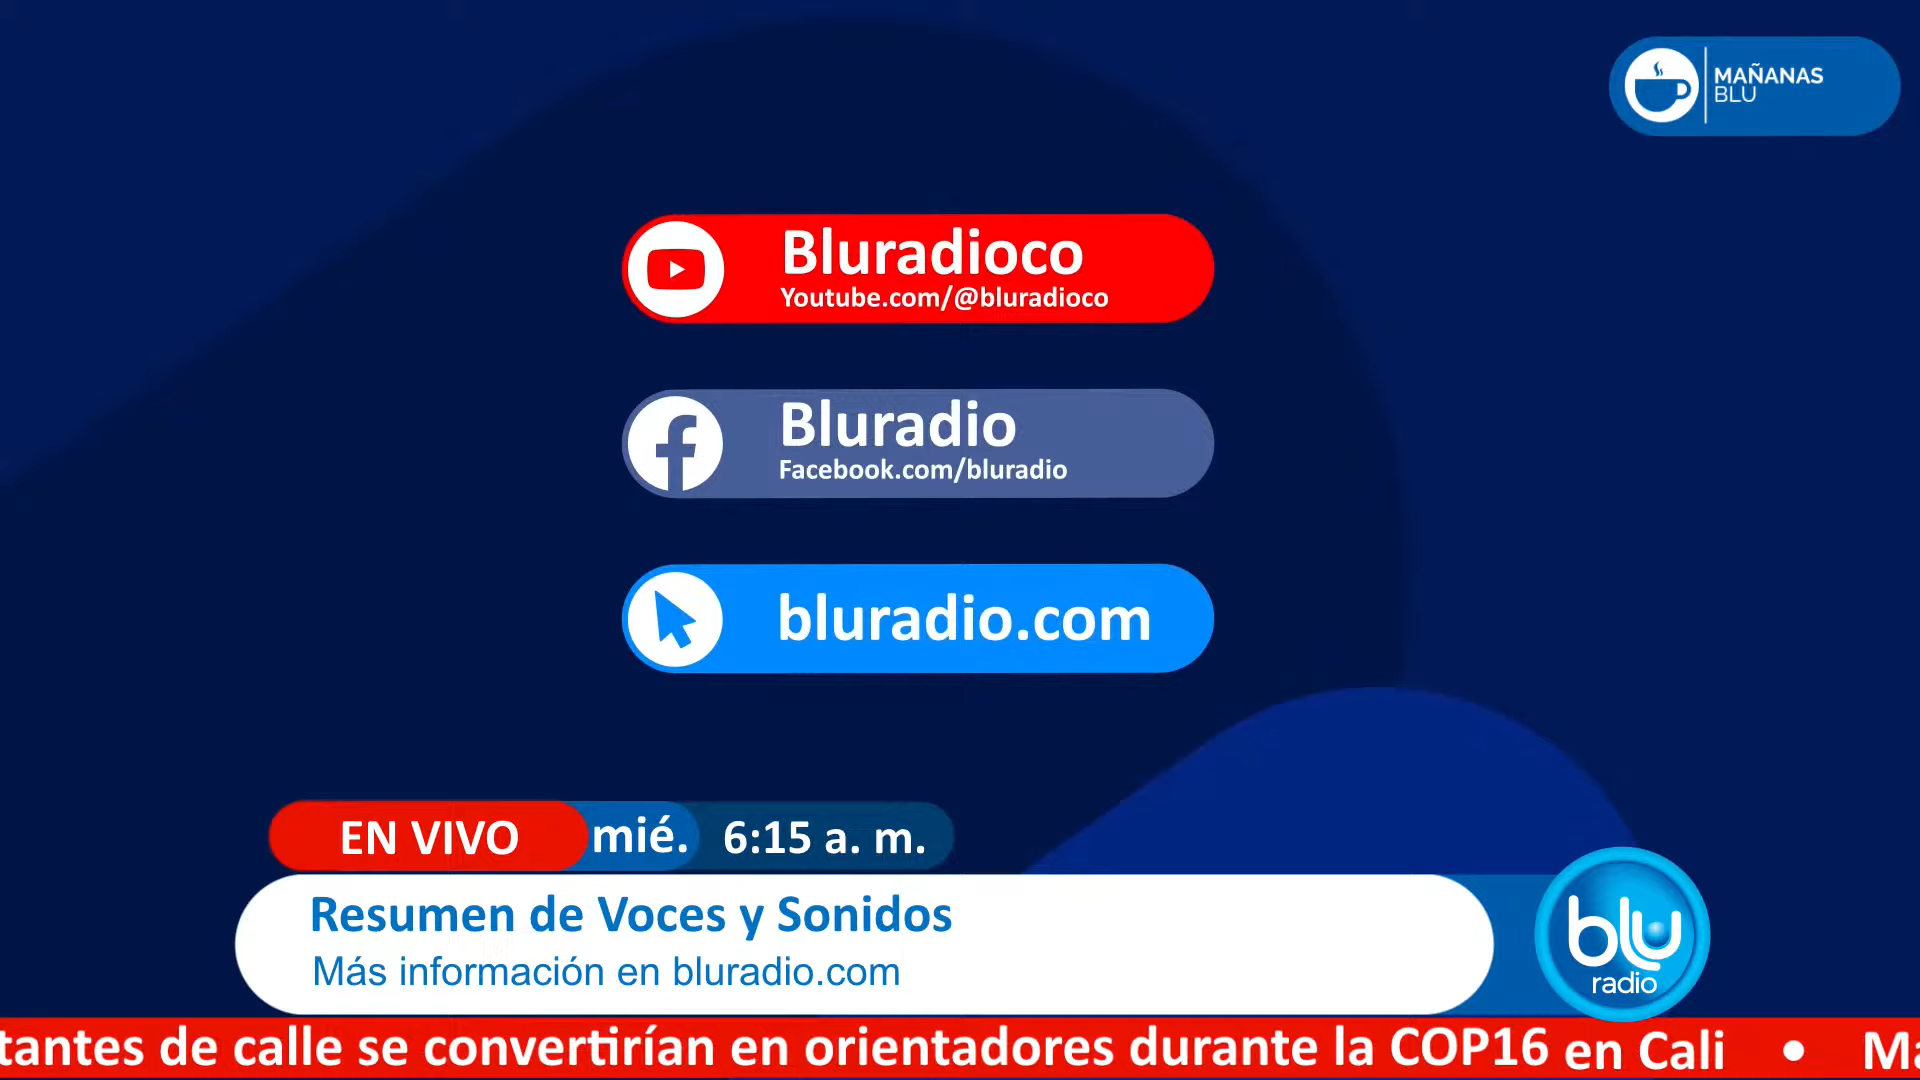 MAÑANAS
BLU
Bluradioco
Youtube.com/@bluradioco
Bluradio
Facebook.com/bluradio
bluradio.com
EN VIVO mié. 6:15 a. m.
Resumen de Voces y Sonidos
Más información en bluradio.com
blu
radio
tantes de calle se convertirían en orientadores durante la COP16 en Cali • Ma